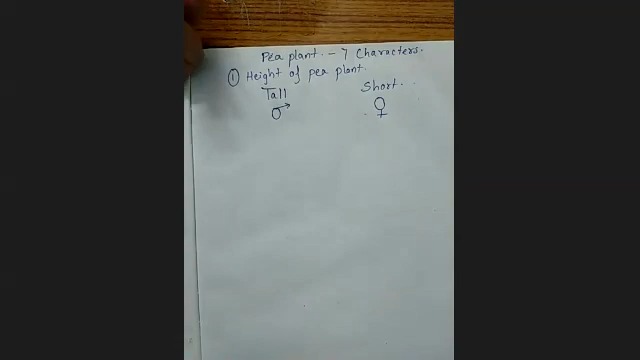 Pea plant. - 7 Characters.
① Height of pea plant.
Tall Short.
♂ ♀